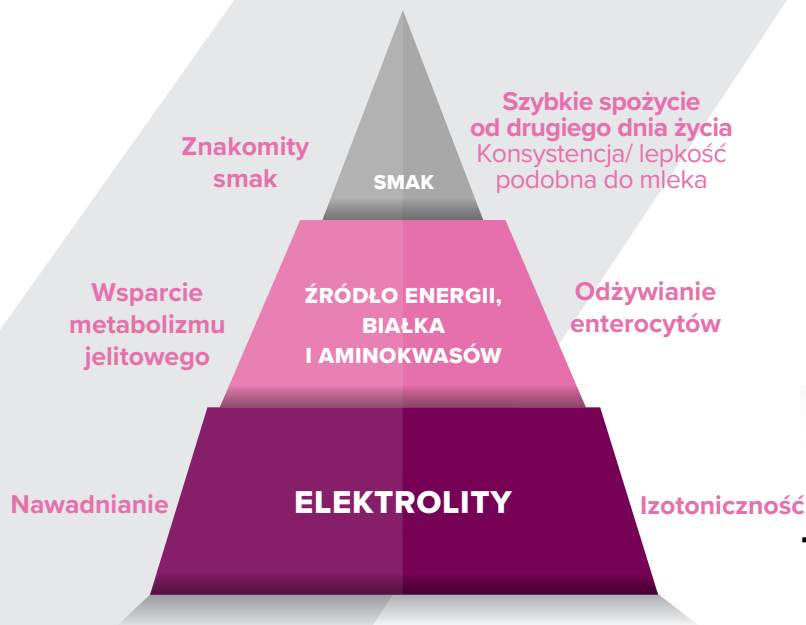 Znakomity
smak
SMAK
Szybkie spożycie
od drugiego dnia życia
Konsystencja/ lepkość
podobna do mleka
Wsparcie
metabolizmu
jelitowego
ŹRÓDŁO ENERGII,
BIAŁKA
I AMINOKWASÓW
Odżywianie
enterocytów
Nawadnianie
ELEKTROLITY
Izotoniczność